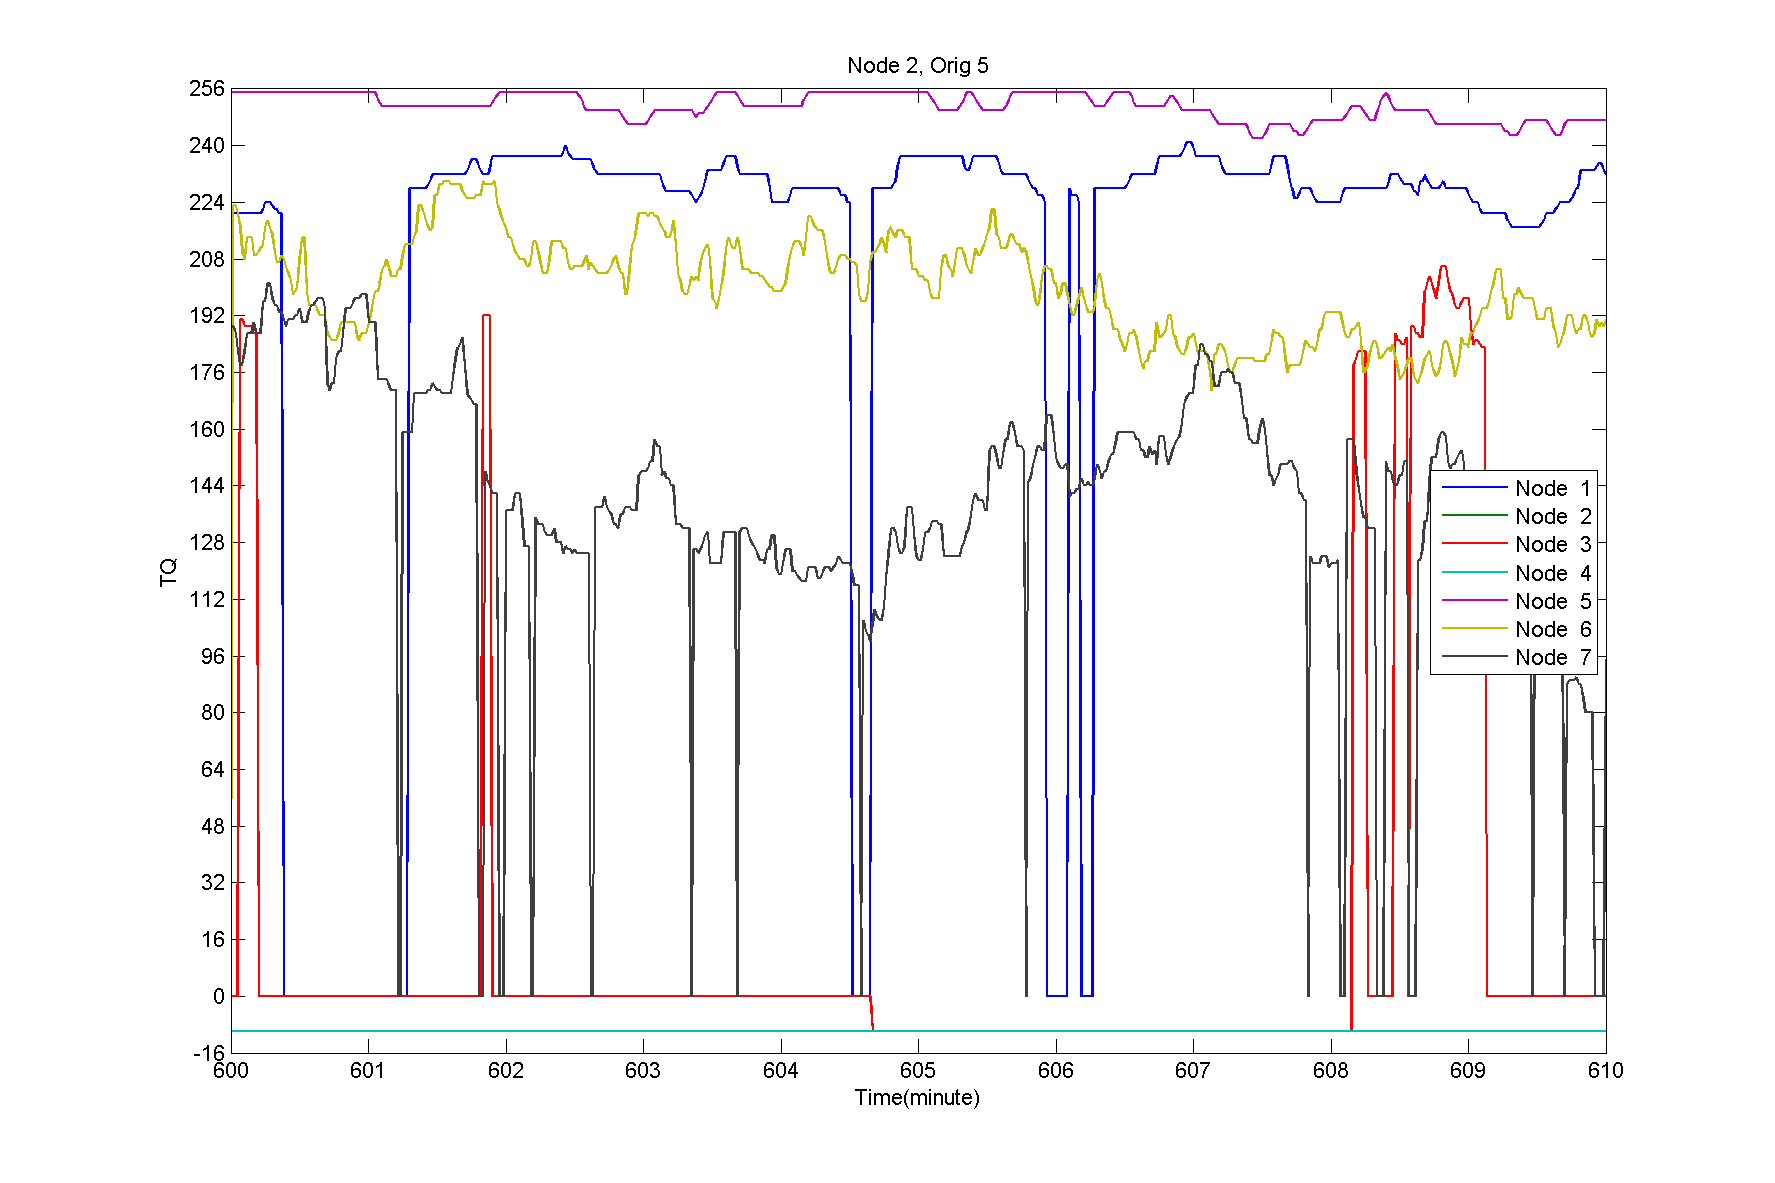 Node 2, Orig 5
256
240
224
208
192
176
160
144
128
112
96
80
64
48
32
16
0
-16
TQ
600 601 602 603 604 605 606 607 608 609 610
Time(minute)
Node 1
Node 2
Node 3
Node 4
Node 5
Node 6
Node 7